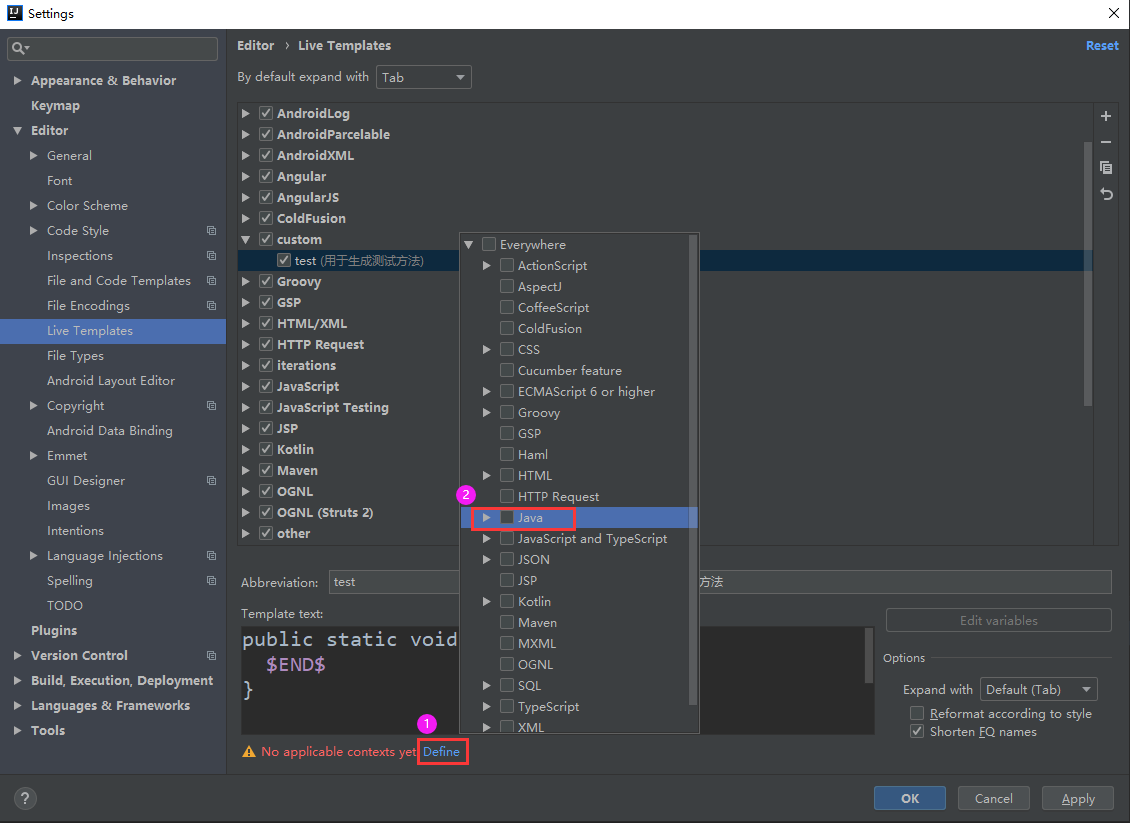 Settings
Editor › Live Templates
Reset
By default expand with Tab
Appearance & Behavior
Keymap
Editor
General
Font
Color Scheme
Code Style
Inspections
File and Code Templates
File Encodings
Live Templates
File Types
Android Layout Editor
Copyright
Android Data Binding
Emmet
GUI Designer
Images
Intentions
Language Injections
Spelling
TODO
Plugins
Version Control
Build, Execution, Deployment
Languages & Frameworks
Tools
AndroidLog
AndroidParcelable
AndroidXML
Angular
AngularJS
ColdFusion
custom
test (用于生成测试方法)
Groovy
GSP
HTML/XML
HTTP Request
iterations
JavaScript
JavaScript Testing
JSP
Kotlin
Maven
OGNL
OGNL (Struts 2)
other
Everywhere
ActionScript
AspectJ
CoffeeScript
ColdFusion
CSS
Cucumber feature
ECMAScript 6 or higher
Groovy
GSP
Haml
HTML
HTTP Request
2
Java
JavaScript and TypeScript
JSON
JSP
Kotlin
Maven
MXML
OGNL
SQL
TypeScript
XML
Abbreviation: test
方法
Template text:
public static void
$END$
}
Edit variables
Options
Expand with Default (Tab)
Reformat according to style
Shorten FQ names
1
No applicable contexts yet Define
?
OK
Cancel
Apply